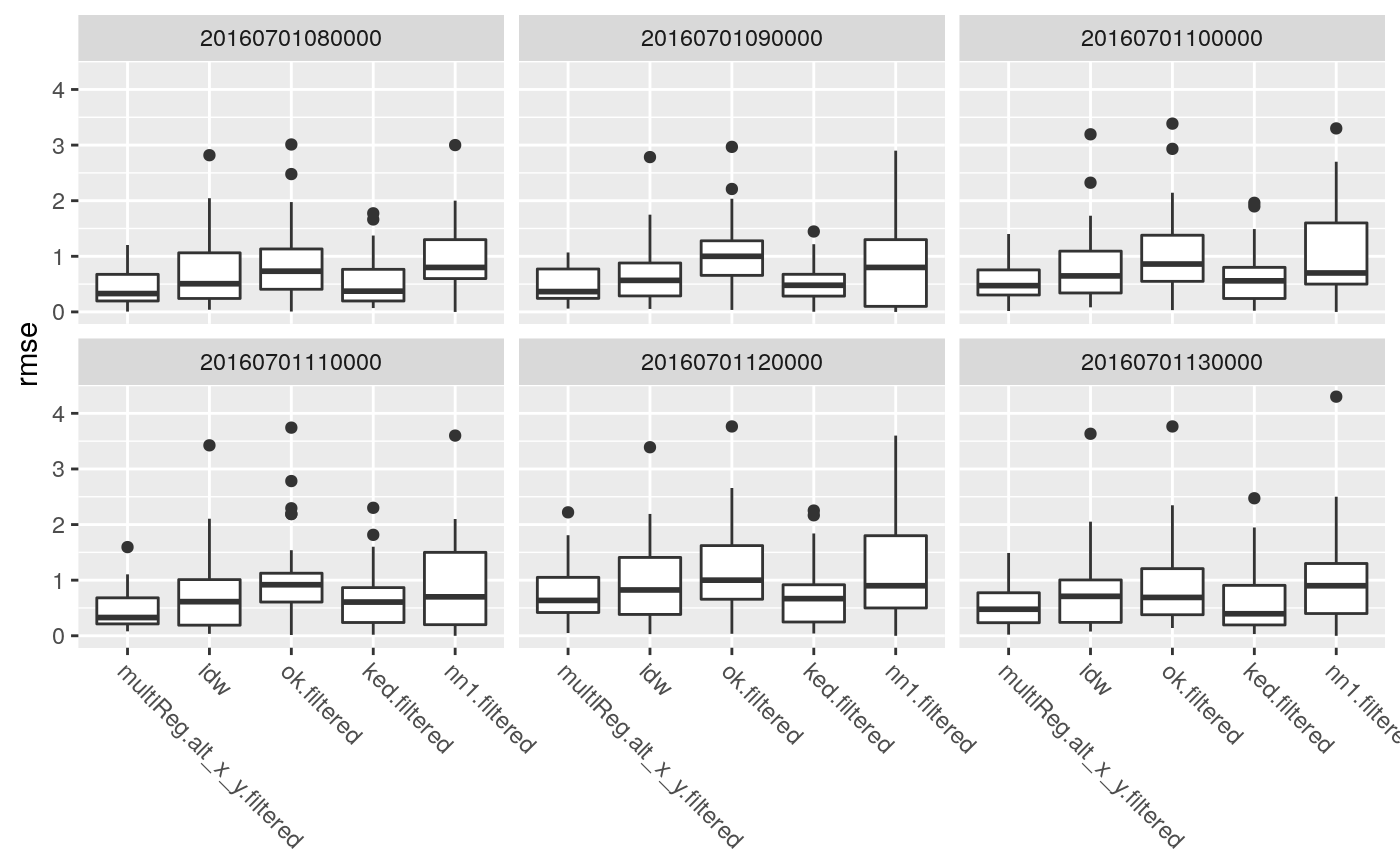 20160701080000 20160701090000 20160701100000
4
3
2
1
0
rmse
20160701110000 20160701120000 20160701130000
4
3
2
1
0
multiReg.alt_x_y.filtered idw ok.filtered ked.filtered nn1.filtered multiReg.alt_x_y.filtered idw ok.filtered ked.filtered nn1.filtered multiReg.alt_x_y.filtered idw ok.filtered ked.filtered nn1.filtere